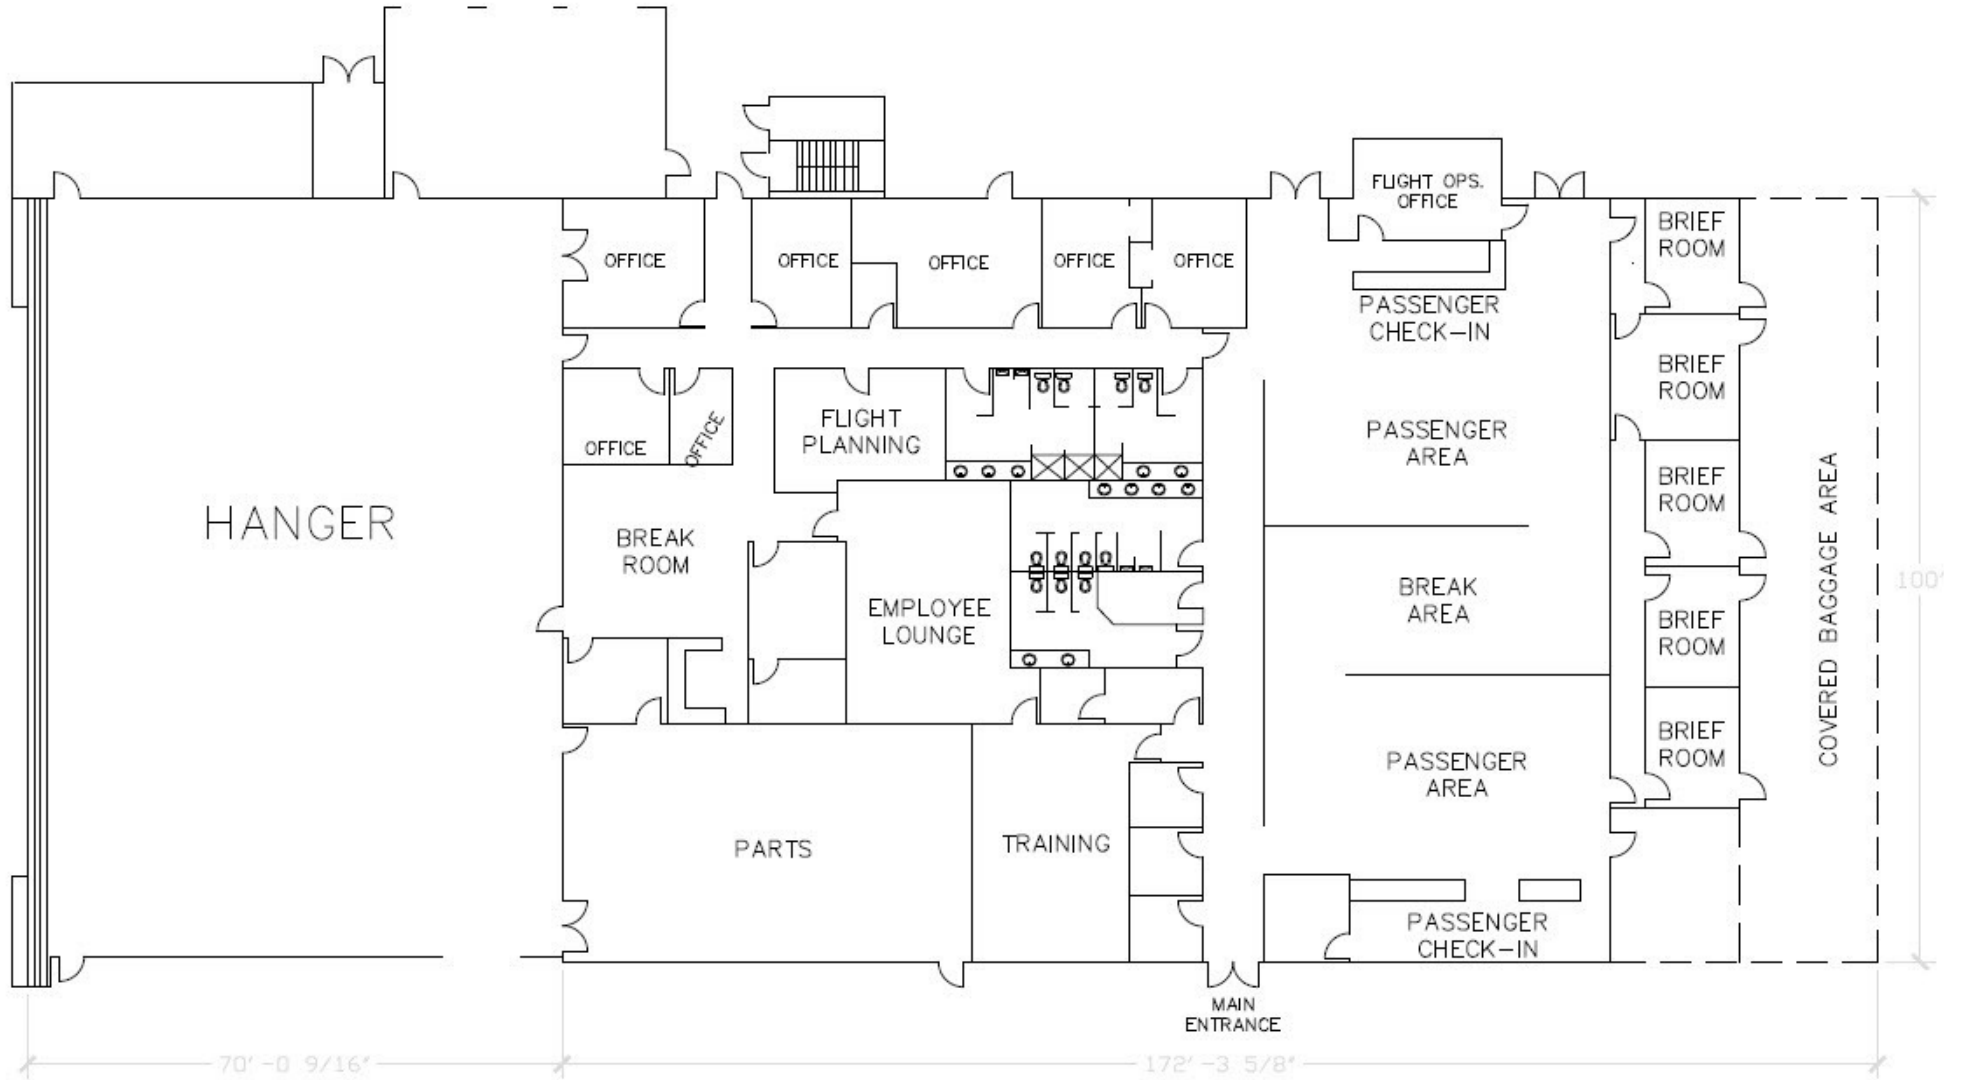 FLIGHT OPS.
OFFICE
OFFICE
OFFICE
OFFICE
OFFICE
OFFICE
BRIEF
ROOM
PASSENGER
CHECK-IN
BRIEF
ROOM
OFFICE
OFFICE
FLIGHT
PLANNING
PASSENGER
AREA
BRIEF
ROOM
HANGER
BREAK
ROOM
EMPLOYEE
LOUNGE
BREAK
AREA
BRIEF
ROOM
COVERED BAGGAGE AREA
100'
BRIEF
ROOM
PASSENGER
AREA
PARTS
TRAINING
PASSENGER
CHECK-IN
MAIN
ENTRANCE
70' -0 9/16"
172' -3 5/8"